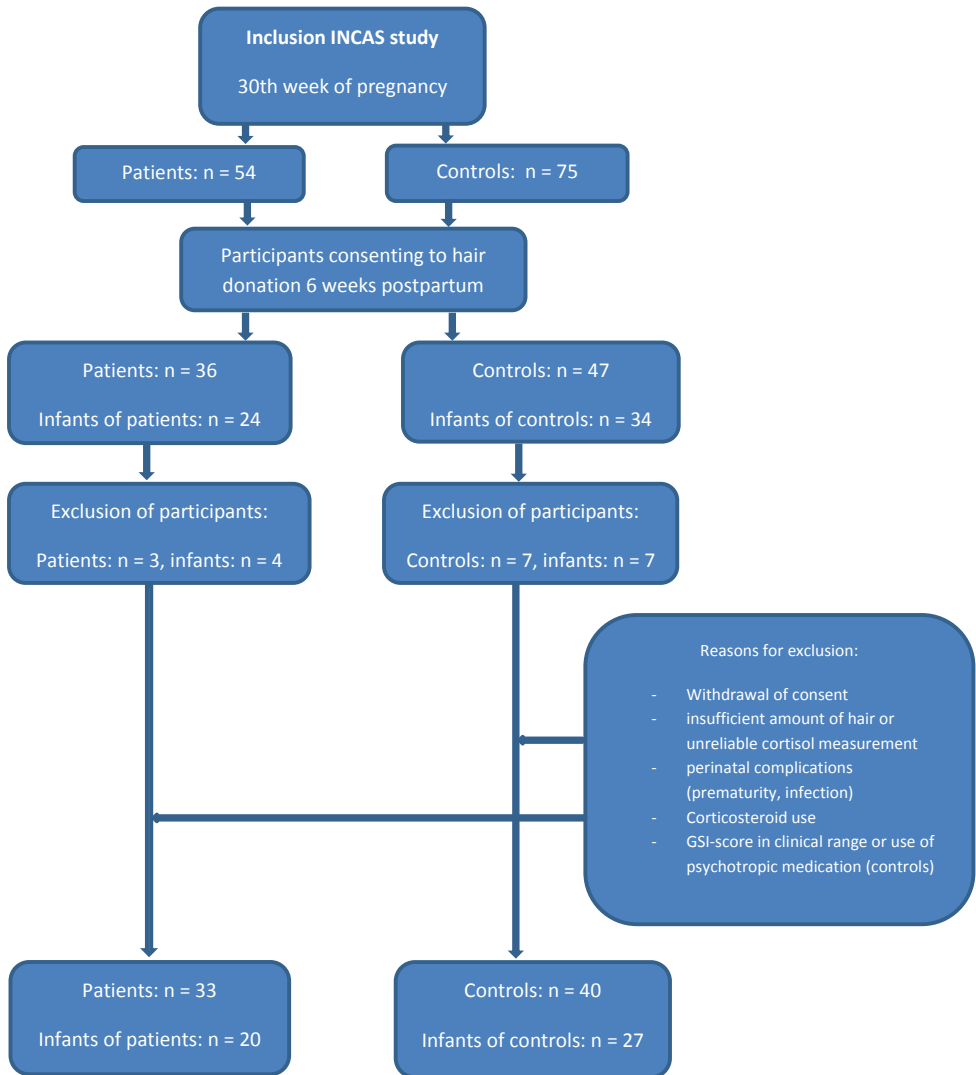 Inclusion INCAS study
30th week of pregnancy
Patients: n = 54
Controls:  n = 75
Participants consenting to hair
donation 6 weeks postpartum
Patients: n = 36
Infants of patients: n = 24
Controls: n = 47
Infants of controls: n = 34
Exclusion of participants:
Patients: n = 3, infants: n = 4
Exclusion of participants:
Controls: n = 7, infants: n = 7
Reasons for exclusion:
- Withdrawal of consent
- insufficient amount of hair or
unreliable cortisol measurement
- perinatal complications
(prematurity, infection)
- Corticosteroid use
- GSI-score in clinical range or use of
psychotropic medication (controls)
Patients: n = 33
Infants of patients: n = 20
Controls: n = 40
Infants of controls: n = 27